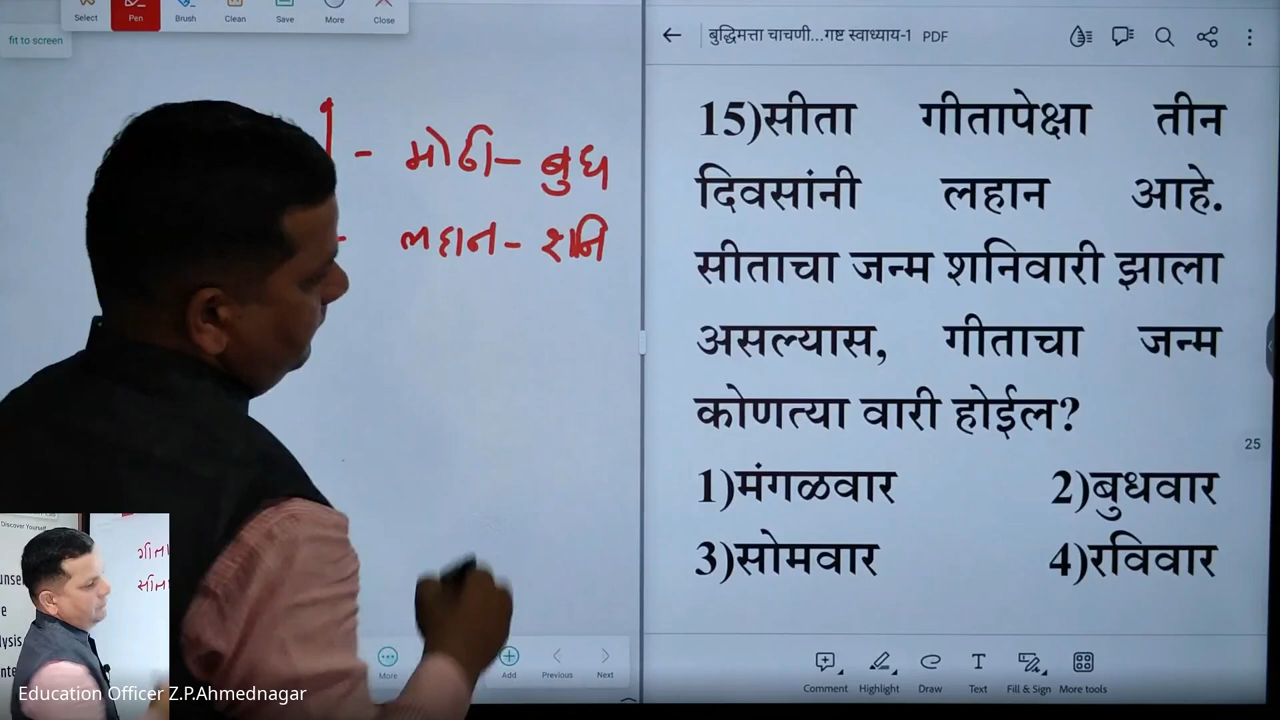 Select Pen Brush Clean Save More Close
fit to screen
मोठी - बुध
लहान - शनि
More Add Previous Next
बुद्धिमत्ता चाचणी...गष्ट स्वाध्याय-1 PDF
15)सीता गीतापेक्षा तीन
दिवसांनी लहान आहे.
सीताचा जन्म शनिवारी झाला
असल्यास, गीताचा जन्म
कोणत्या वारी होईल?
1)मंगळवार 2)बुधवार
3)सोमवार 4)रविवार
25
Comment Highlight Draw Text Fill & Sign More tools
Discover Yourself
Education Officer Z.P.Ahmednagar